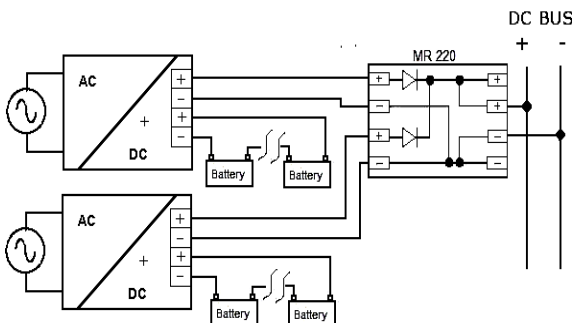 DC BUS
+ -
MR 220
AC
+
DC
+
-
+
-
Battery
Battery
+
-
+
-
+
+
-
-
AC
+
DC
+
-
+
-
Battery
Battery